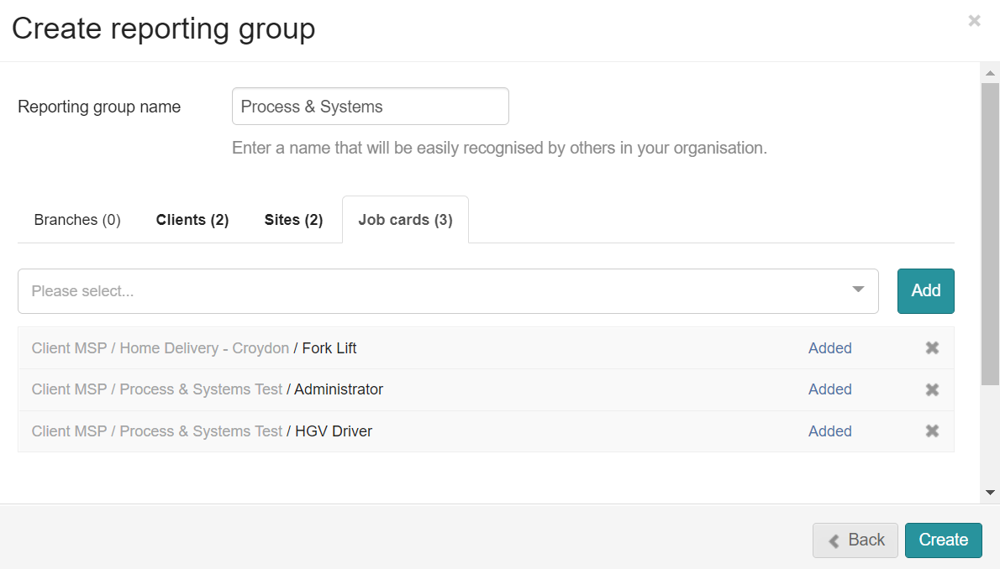 Create reporting group
Reporting group name
Process & Systems
Enter a name that will be easily recognised by others in your organisation.
Branches (0) Clients (2) Sites (2) Job cards (3)
Please select... Add
Client MSP / Home Delivery - Croydon / Fork Lift Added
Client MSP / Process & Systems Test / Administrator Added
Client MSP / Process & Systems Test / HGV Driver Added
Back Create